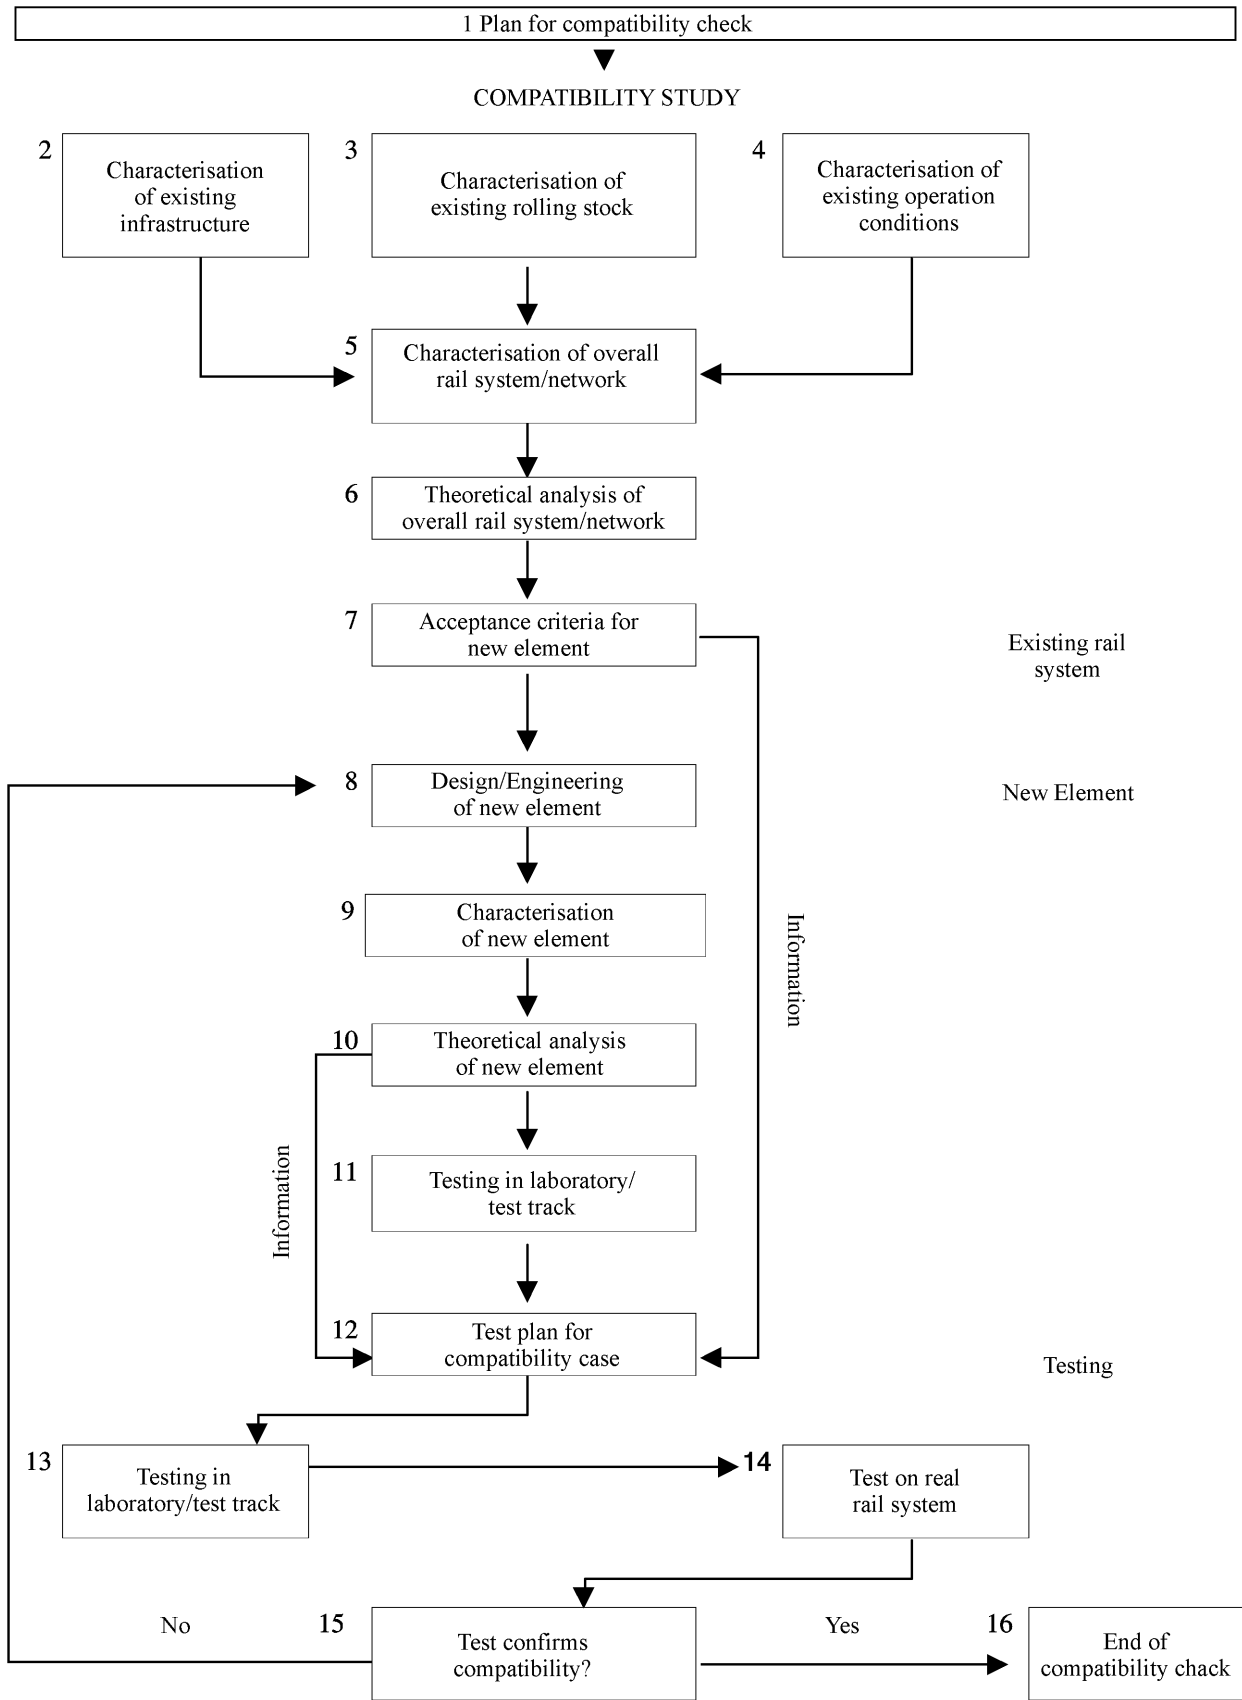 1 Plan for compatibility check
COMPATIBILITY STUDY
2
Characterisation
of existing
infrastructure
3
Characterisation of
existing rolling stock
4
Characterisation of
existing operation
conditions
5
Characterisation of overall
rail system/network
6
Theoretical analysis of
overall rail system/network
7
Acceptance criteria for
new element
Existing rail
system
8
Design/Engineering
of new element
New Element
9
Characterisation
of new element
Information
10
Theoretical analysis
of new element
Information
11
Testing in laboratory/
test track
12
Test plan for
compatibility case
Testing
13
Testing in
laboratory/test track
14
Test on real
rail system
No
15
Test confirms
compatibility?
Yes
16
End of
compatibility chack